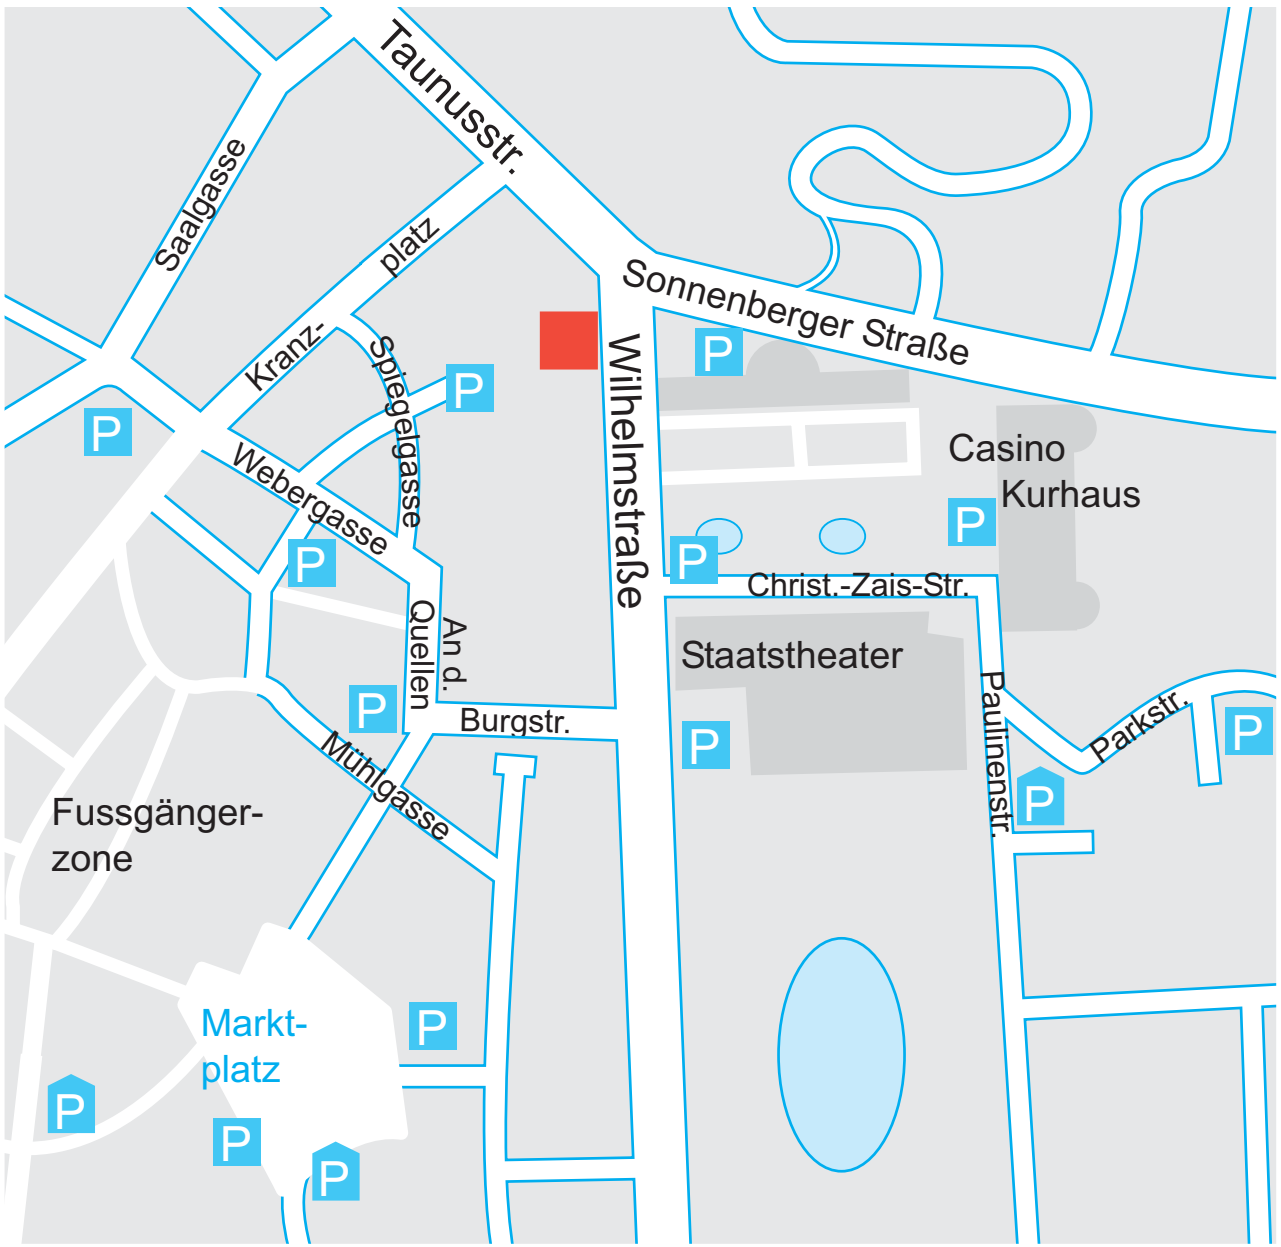 Taunusstr.
Saalgasse
platz
Kranz-
Sonnenberger Straße
Spiegelgasse
Wilhelmstraße
P
P
P
Webergasse
Casino
Kurhaus
P
P
P
Christ.-Zais-Str.
An d.
Quellen
Staatstheater
P
Burgstr.
Paulinenstr.
Parkstr.
P
P
Mühlgasse
P
Fussgänger-
zone
Markt-
platz
P
P
P
P